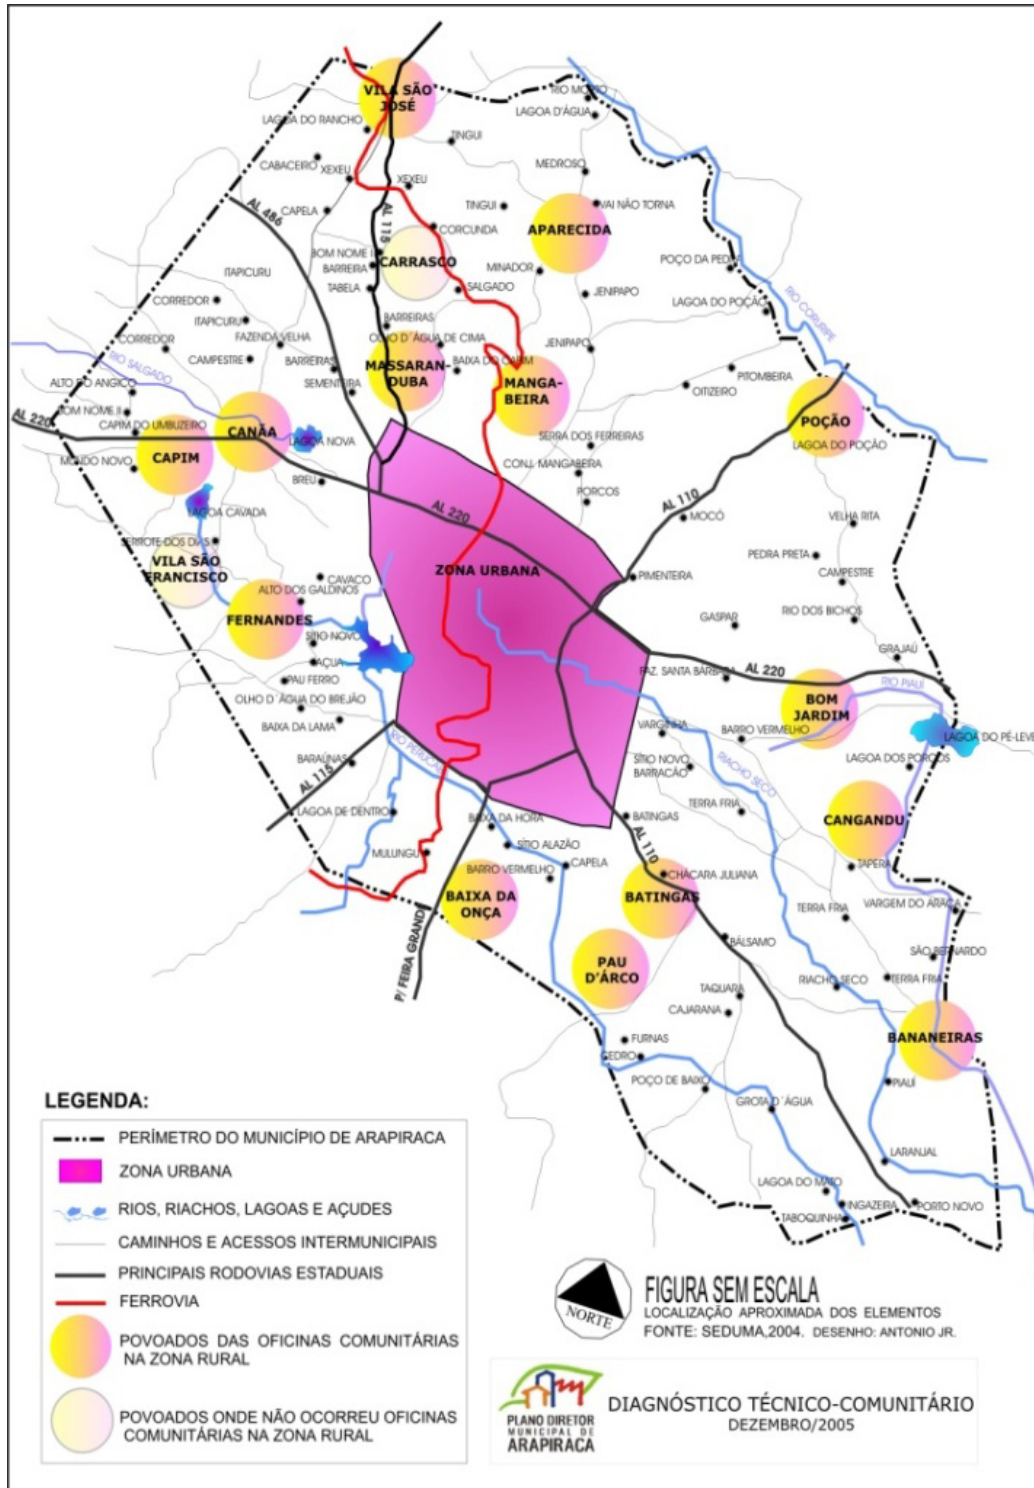 VILA SÃO
JOSÉ
RIO MORTO
LAGOA D'ÁGUA
LAGOA DO RANCHO
TINGUI
CABACEIRO
XEXEU
MEDROSO
XEXEU
AL 486
CAPELA
AL 115
TINGUI
VAI NÃO TORNA
APARECIDA
CORCUNDA
BOM NOME I
CARRASCO
BARREIRA
MINADOR
POÇO DA PEDRA
ITAPICURU
TABELA
SALGADO
JENIPAPO
LAGOA DO POÇÃO
RIO CORURIPE
CORREDOR
ITAPICURU
BARREIRAS
CORREDOR
FAZENDA VELHA
OLHO D´ÁGUA DE CIMA
JENIPAPO
RIO SALGADO
CAMPESTRE
BARREIRAS
MASSARAN-
DUBA
BAIXA DO CAPIM
PITOMBEIRA
ALTO DO ANGICO
SEMENTEIRA
MANGA-
BEIRA
OITIZEIRO
BOM NOME II
AL 220
CAPIM DO UMBUZEIRO
CANÃA
LAGOA NOVA
POÇÃO
LAGOA DO POÇÃO
SERRA DOS FERREIRAS
CAPIM
MUNDO NOVO
CONJ. MANGABEIRA
BREU
PORCOS
AL 110
AL 220
MOCÓ
LAGOA CAVADA
VELHA RITA
SERROTE DOS DIAS
VILA SÃO
FRANCISCO
PEDRA PRETA
ZONA URBANA
PIMENTEIRA
CAVACO
CAMPESTRE
ALTO DOS GALDINOS
FERNANDES
GASPAR
RIO DOS BICHOS
SÍTIO NOVO
GRAJAÚ
AÇUA
FAZ. SANTA BÁRBARA
AL 220
PAU FERRO
RIO PIAUÍ
OLHO D´ÁGUA DO BREJÃO
BOM
JARDIM
BAIXA DA LAMA
VARGINHA
BARRO VERMELHO
LAGOA DO PÉ-LEVE
BARAÚNAS
SÍTIO NOVO
BARRACÃO
RIACHO SECO
LAGOA DOS PORCOS
AL 115
LAGOA DE DENTRO
TERRA FRIA
BAIXA DA HORA
BATINGAS
CANGANDU
AL 110
SÍTIO ALAZÃO
MULUNGU
CAPELA
TAPERA
BARRO VERMELHO
CHÁCARA JULIANA
BAIXA DA
ONÇA
BATINGAS
TERRA FRIA
VARGEM DO ARAÇA
P/ FEIRA GRANDE
BÁLSAMO
SÃO BERNARDO
PAU
D'ÁRCO
RIACHO SECO
TERRA FRIA
TAQUARA
CAJARANA
BANANEIRAS
FURNAS
CEDRO
POÇO DE BAIXO
PIAUÍ
GROTA D´ÁGUA
LARANJAL
LAGOA DO MATO
INGAZEIRA
PORTO NOVO
TABOQUINHA
LEGENDA:
PERÍMETRO DO MUNICÍPIO DE ARAPIRACA
ZONA URBANA
RIOS, RIACHOS, LAGOAS E AÇUDES
CAMINHOS E ACESSOS INTERMUNICIPAIS
PRINCIPAIS RODOVIAS ESTADUAIS
FERROVIA
POVOADOS DAS OFICINAS COMUNITÁRIAS
NA ZONA RURAL
POVOADOS ONDE NÃO OCORREU OFICINAS
COMUNITÁRIAS NA ZONA RURAL
NORTE
FIGURA SEM ESCALA
LOCALIZAÇÃO APROXIMADA DOS ELEMENTOS
FONTE: SEDUMA,2004. DESENHO: ANTONIO JR.
PLANO DIRETOR
MUNICIPAL DE
ARAPIRACA
DIAGNÓSTICO TÉCNICO-COMUNITÁRIO
DEZEMBRO/2005